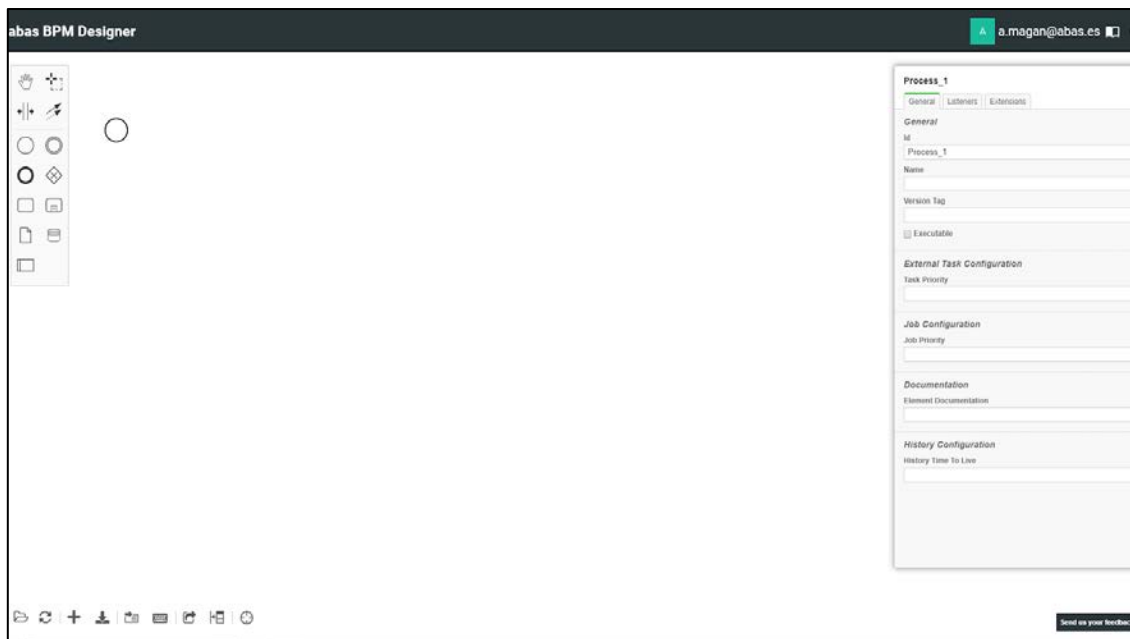 abas BPM Designer
A a.magan@abas.es
Process_1
General Listeners Extensions
General
Id
Process_1
Name
Version Tag
Executable
External Task Configuration
Task Priority
Job Configuration
Job Priority
Documentation
Element Documentation
History Configuration
History Time To Live
Send us your feedbac